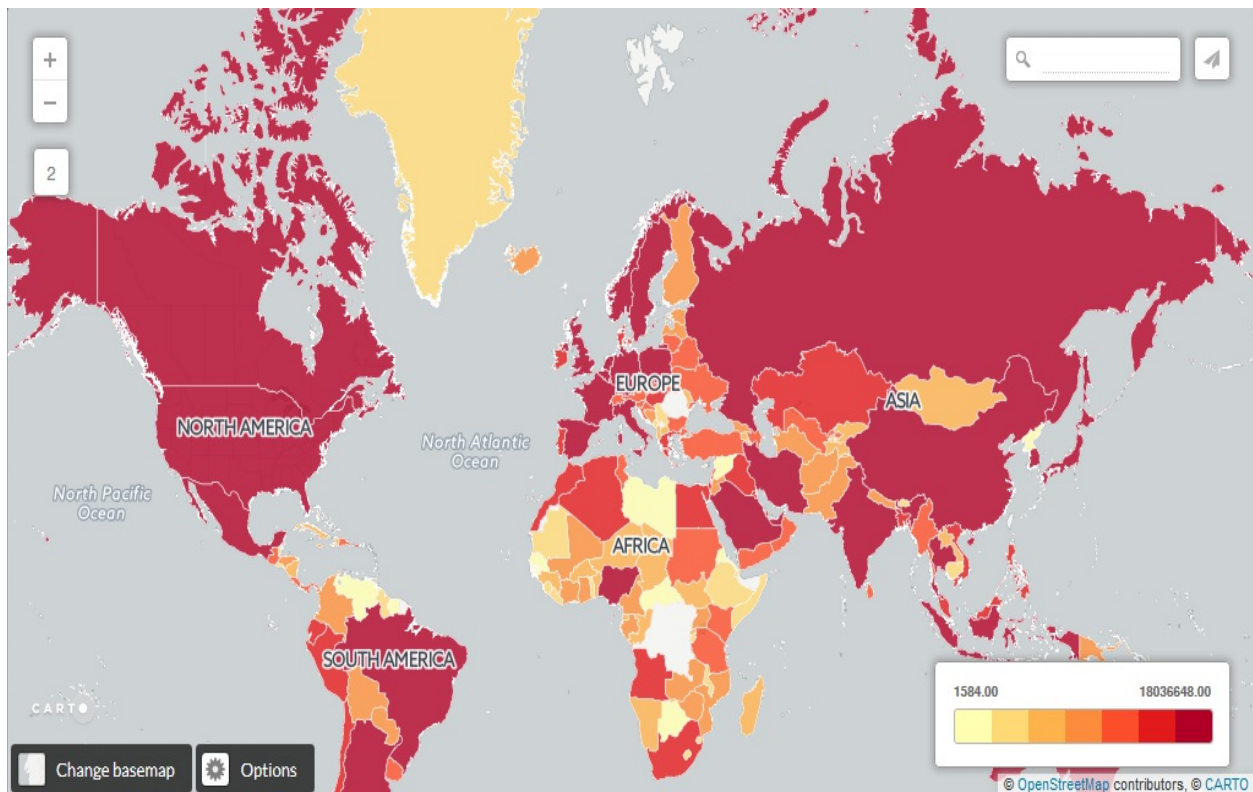 +
−
2
EUROPE
ASIA
NORTH AMERICA
North Atlantic
Ocean
North Pacific
Ocean
AFRICA
SOUTH AMERICA
1584.00 18036648.00
CARTO
Change basemap
Options
© OpenStreetMap contributors, © CARTO